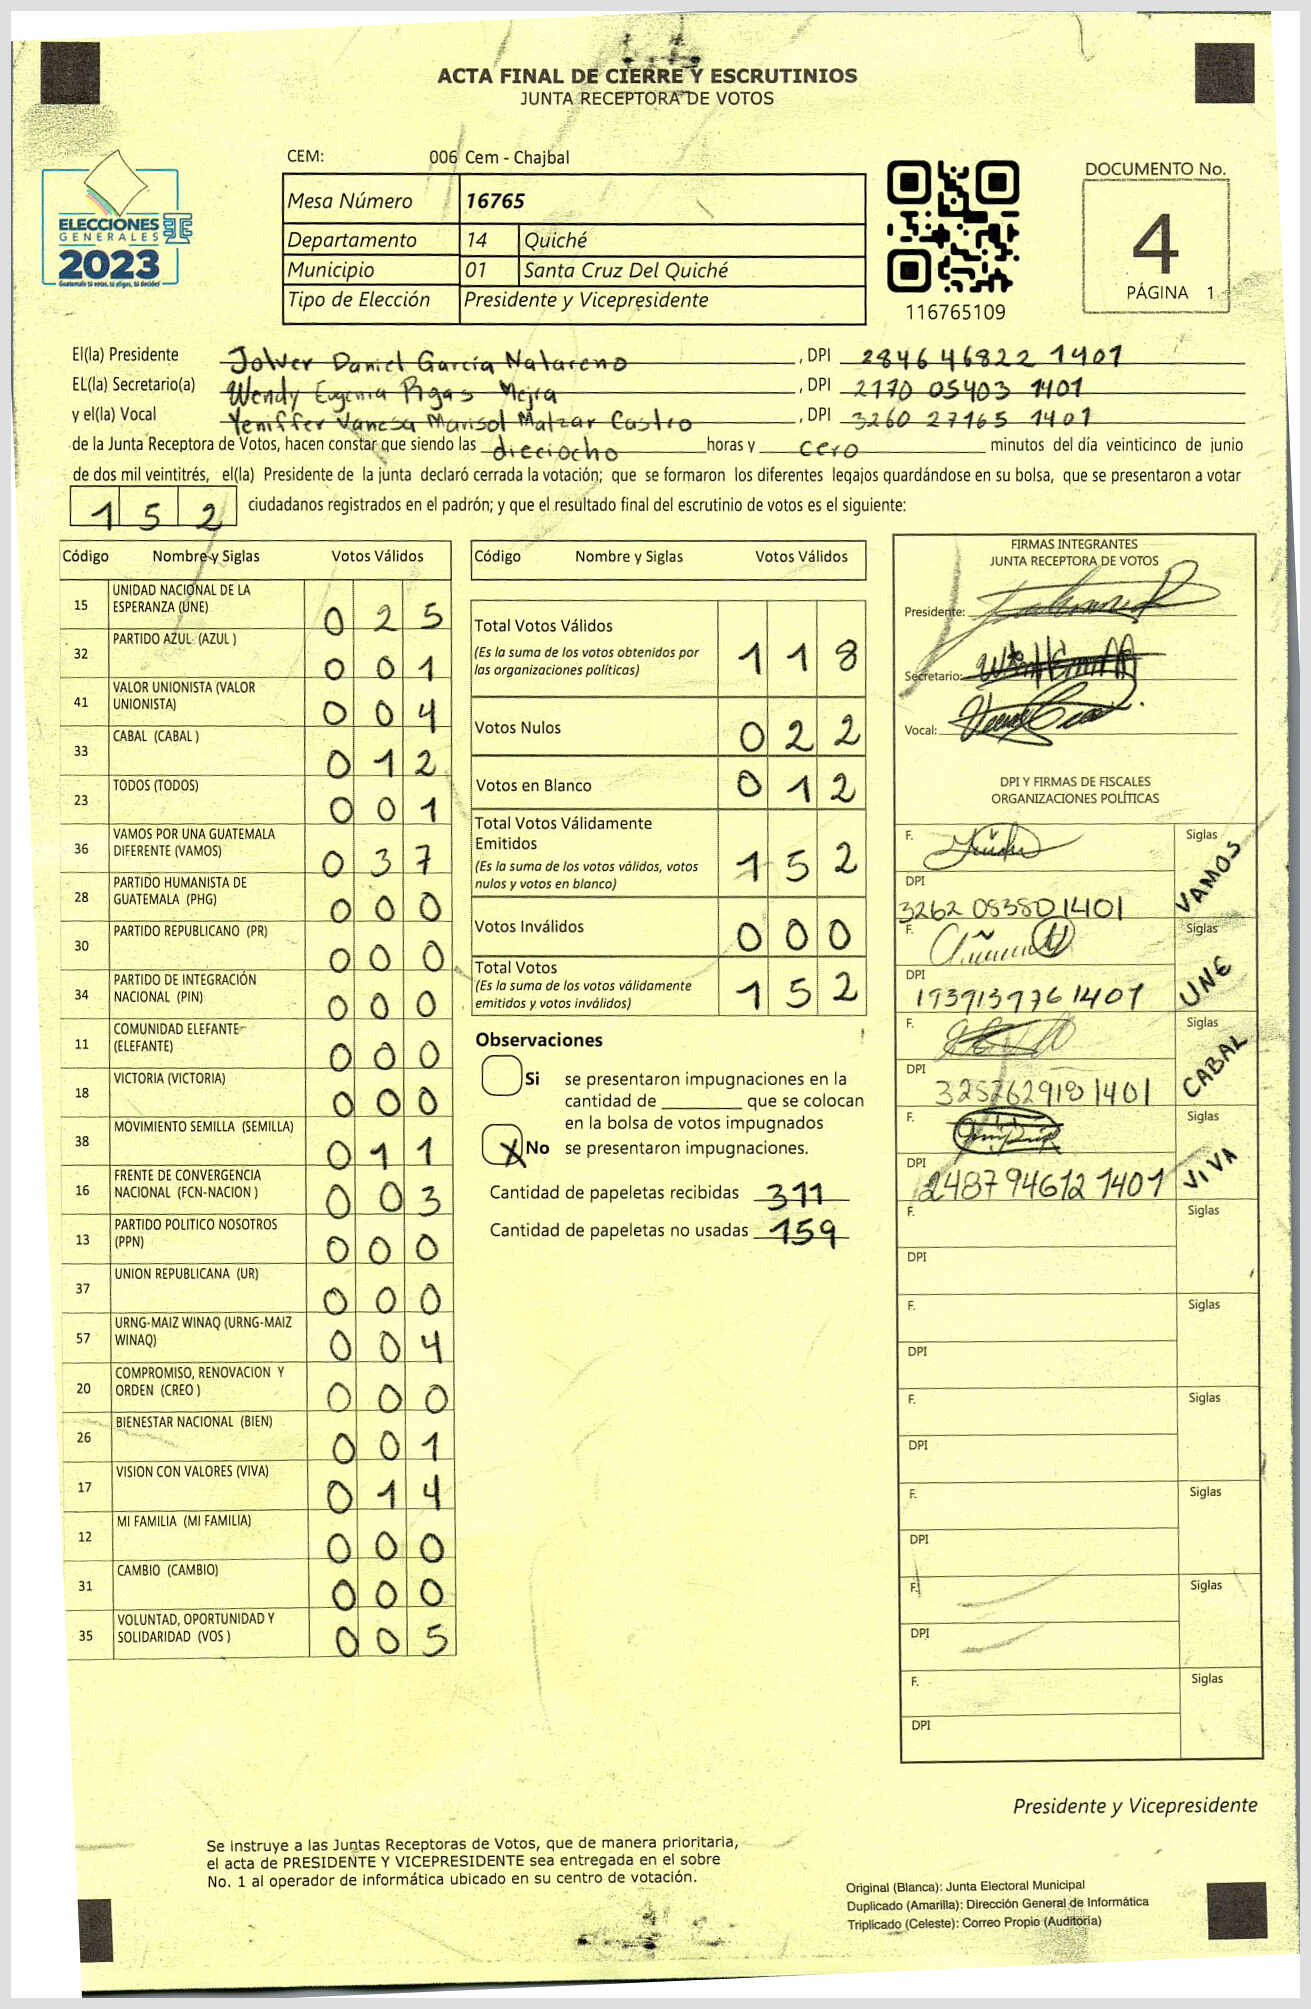 ACTA FINAL DE CIERRE Y ESCRUTINIOS
JUNTA RECEPTORA DE VOTOS
CEM: 006 Cem - Chajbal
ELECCIONES
GENERALES
2023
Guatemala tú votas, tú eliges, tú decides
Mesa Número 16765
Departamento 14 Quiché
Municipio 01 Santa Cruz Del Quiché
Tipo de Elección Presidente y Vicepresidente
116765109
DOCUMENTO No.
4
PÁGINA 1
El(la) Presidente Jolver Daniel García Natareno , DPI 2846 46822 1401
EL(la) Secretario(a) Wendy Eugenia Mejra , DPI 2170 05403 1401
y el(la) Vocal Yeniffer Vanesa Marisol Matzar Castro , DPI 3260 27165 1401
de la Junta Receptora de Votos, hacen constar que siendo las dieciocho horas y cero minutos del día veinticinco de junio
de dos mil veintitrés, el(la) Presidente de la junta declaró cerrada la votación; que se formaron los diferentes legajos guardándose en su bolsa, que se presentaron a votar
152 ciudadanos registrados en el padrón; y que el resultado final del escrutinio de votos es el siguiente:
Código Nombre y Siglas Votos Válidos
15 UNIDAD NACIONAL DE LA
ESPERANZA (UNE) 0 2 5
32 PARTIDO AZUL (AZUL ) 0 0 1
41 VALOR UNIONISTA (VALOR
UNIONISTA) 0 0 4
33 CABAL (CABAL ) 0 1 2
23 TODOS (TODOS) 0 0 1
36 VAMOS POR UNA GUATEMALA
DIFERENTE (VAMOS) 0 3 7
28 PARTIDO HUMANISTA DE
GUATEMALA (PHG) 0 0 0
30 PARTIDO REPUBLICANO (PR) 0 0 0
34 PARTIDO DE INTEGRACIÓN
NACIONAL (PIN) 0 0 0
11 COMUNIDAD ELEFANTE
(ELEFANTE) 0 0 0
18 VICTORIA (VICTORIA) 0 0 0
38 MOVIMIENTO SEMILLA (SEMILLA) 0 1 1
16 FRENTE DE CONVERGENCIA
NACIONAL (FCN-NACION ) 0 0 3
13 PARTIDO POLITICO NOSOTROS
(PPN) 0 0 0
37 UNION REPUBLICANA (UR) 0 0 0
57 URNG-MAIZ WINAQ (URNG-MAIZ
WINAQ) 0 0 4
20 COMPROMISO, RENOVACION Y
ORDEN (CREO ) 0 0 0
26 BIENESTAR NACIONAL (BIEN) 0 0 1
17 VISION CON VALORES (VIVA) 0 1 4
12 MI FAMILIA (MI FAMILIA) 0 0 0
31 CAMBIO (CAMBIO) 0 0 0
35 VOLUNTAD, OPORTUNIDAD Y
SOLIDARIDAD (VOS ) 0 0 5
Código Nombre y Siglas Votos Válidos
Total Votos Válidos
(Es la suma de los votos obtenidos por
las organizaciones políticas) 1 1 8
Votos Nulos 0 2 2
Votos en Blanco 0 1 2
Total Votos Válidamente
Emitidos
(Es la suma de los votos válidos, votos
nulos y votos en blanco) 1 5 2
Votos Inválidos 0 0 0
Total Votos
(Es la suma de los votos válidamente
emitidos y votos inválidos) 1 5 2
Observaciones
Si se presentaron impugnaciones en la
cantidad de ________ que se colocan
en la bolsa de votos impugnados
X No se presentaron impugnaciones.
Cantidad de papeletas recibidas 311
Cantidad de papeletas no usadas 159
FIRMAS INTEGRANTES
JUNTA RECEPTORA DE VOTOS
Presidente:
Secretario:
Vocal:
DPI Y FIRMAS DE FISCALES
ORGANIZACIONES POLÍTICAS
F. Siglas VAMOS
DPI 3262 083801401
F. Siglas UNE
DPI 1939139761401
F. Siglas CABAL
DPI 3252629181401
F. Siglas VIVA
DPI 2487946121401
F. Siglas
DPI
F. Siglas
DPI
F. Siglas
DPI
F. Siglas
DPI
F. Siglas
DPI
F. Siglas
DPI
Presidente y Vicepresidente
Se instruye a las Juntas Receptoras de Votos, que de manera prioritaria,
el acta de PRESIDENTE Y VICEPRESIDENTE sea entregada en el sobre
No. 1 al operador de informática ubicado en su centro de votación.
Original (Blanca): Junta Electoral Municipal
Duplicado (Amarilla): Dirección General de Informática
Triplicado (Celeste): Correo Propio (Auditoría)